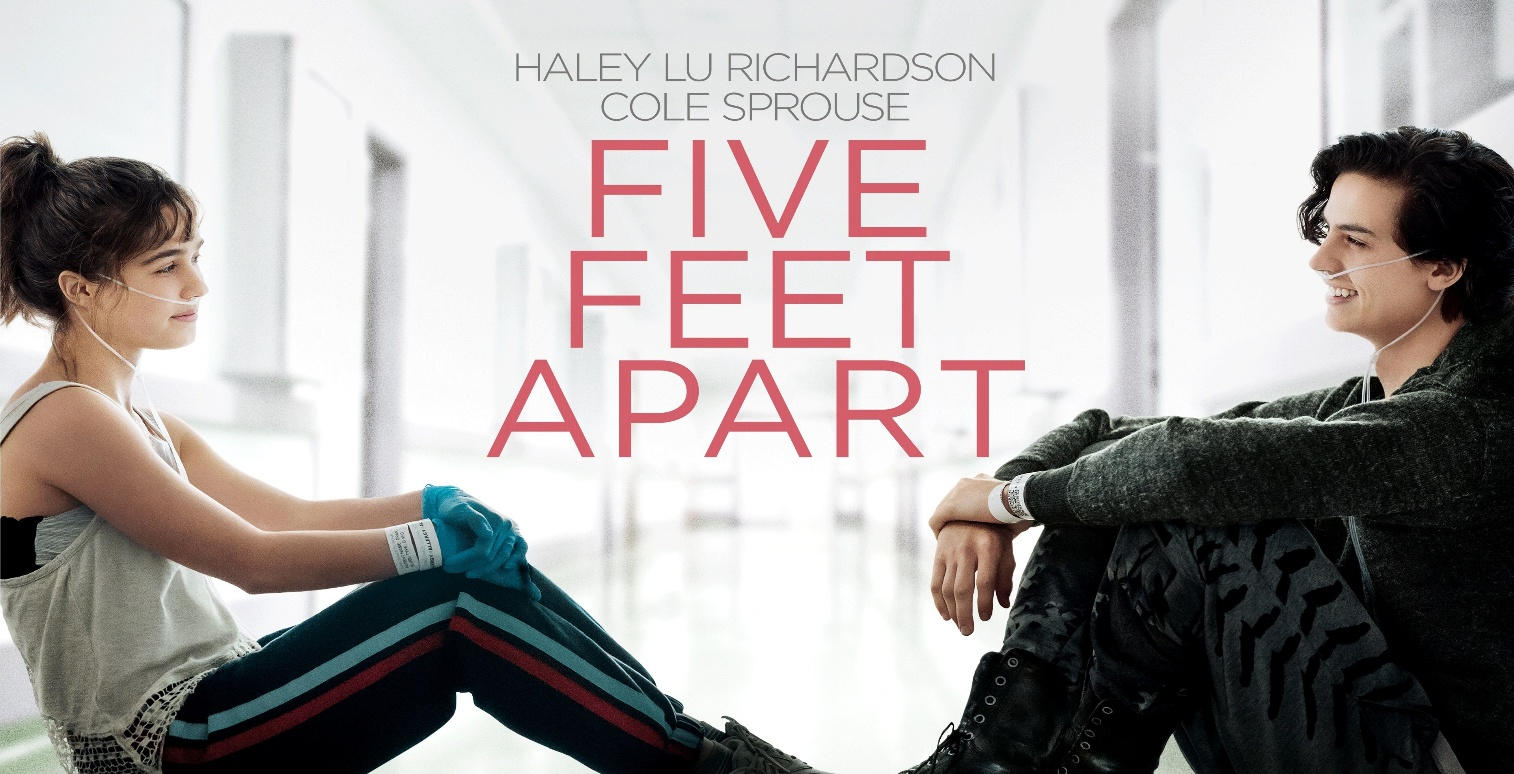 HALEY LU RICHARDSON
COLE SPROUSE
FIVE
FEET
APART